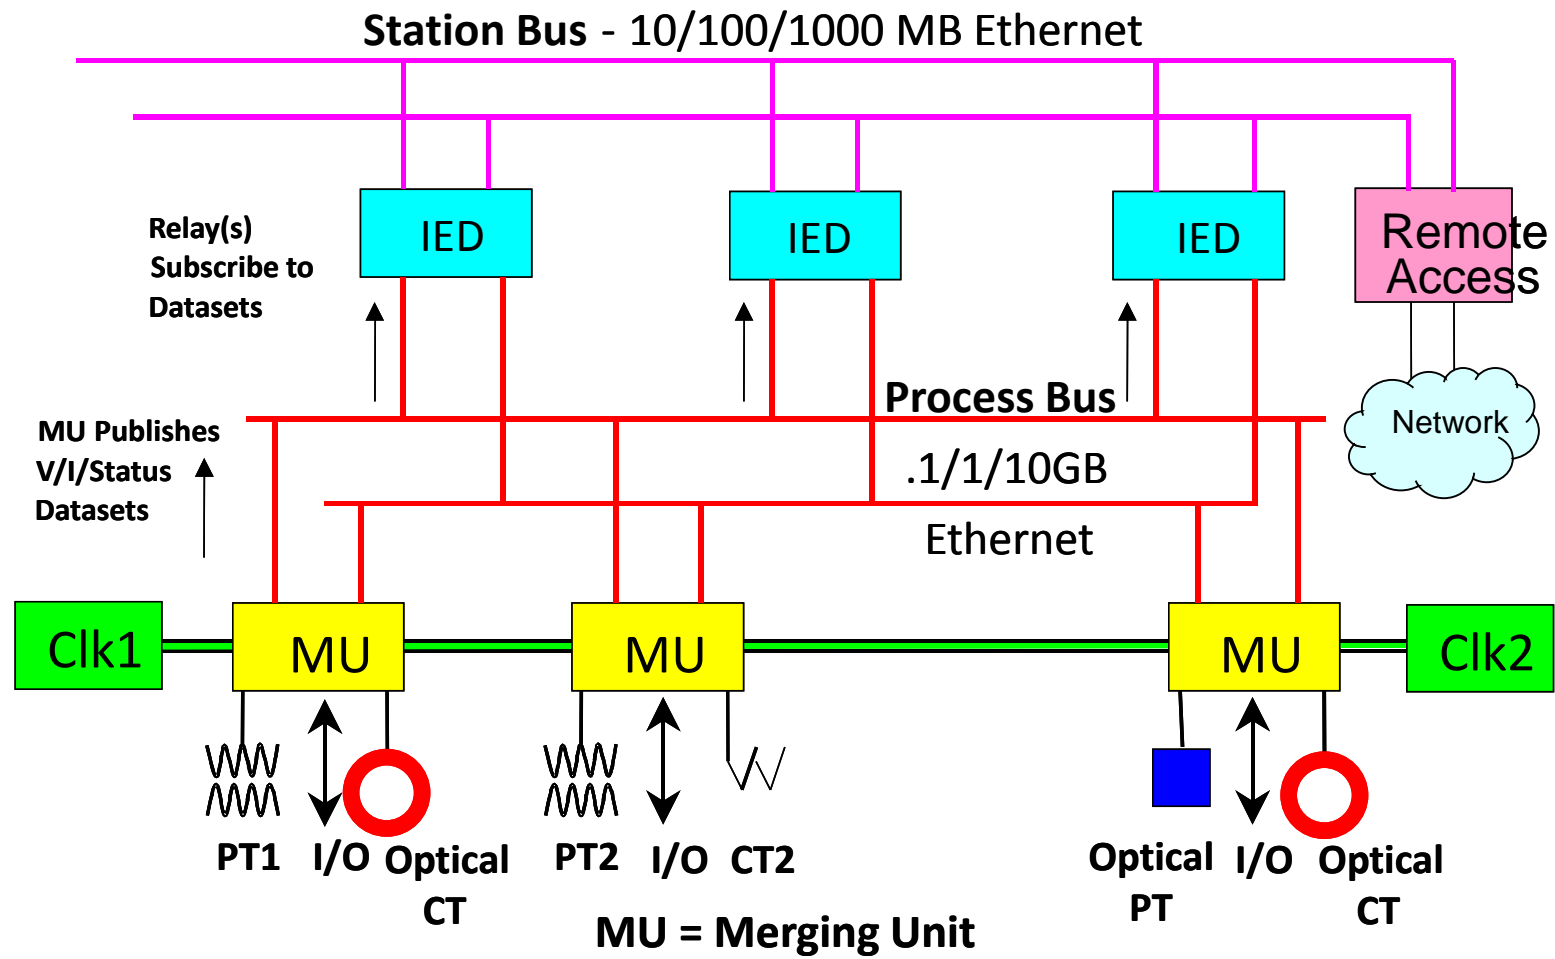 Station Bus - 10/100/1000 MB Ethernet
Relay(s)
Subscribe to
Datasets
IED
IED
IED
Remote
Access
Process Bus
.1/1/10GB
Ethernet
Network
MU Publishes
V/I/Status
Datasets
Clk1
MU
MU
MU
Clk2
PT1
I/O
Optical
CT
PT2
I/O
CT2
Optical
PT
I/O
Optical
CT
MU = Merging Unit